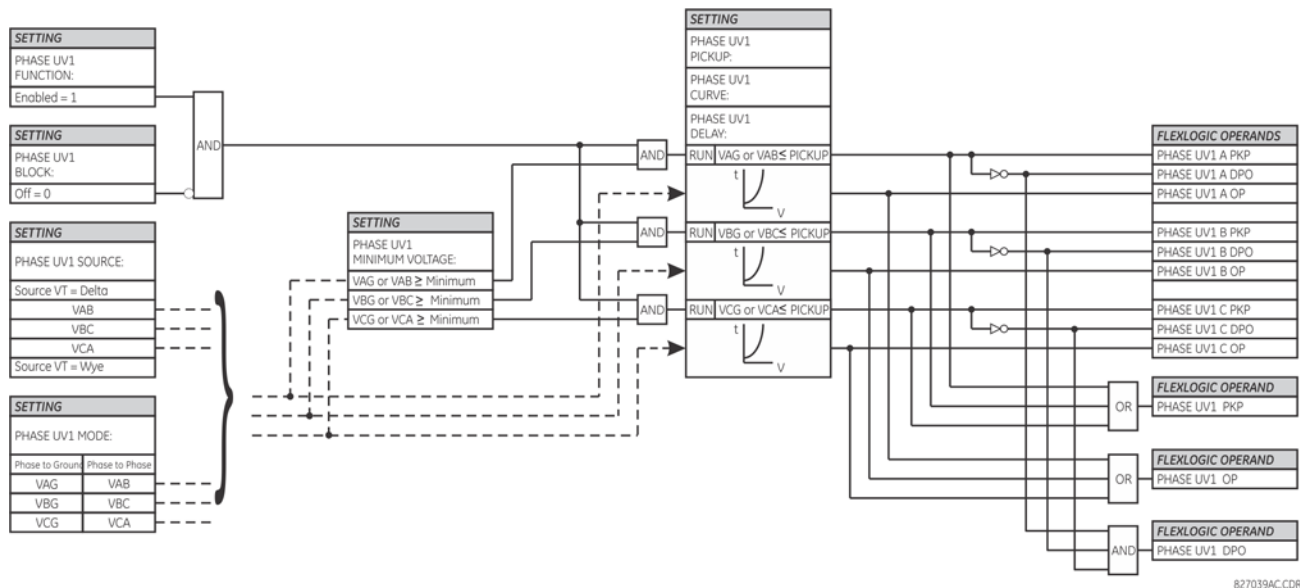 SETTING
PHASE UV1
FUNCTION:
Enabled = 1
SETTING
PHASE UV1
BLOCK:
Off = 0
SETTING
PHASE UV1 SOURCE:
Source VT = Delta
VAB
VBC
VCA
Source VT = Wye
SETTING
PHASE UV1 MODE:
Phase to Ground Phase to Phase
VAG VAB
VBG VBC
VCG VCA
AND
SETTING
PHASE UV1
MINIMUM VOLTAGE:
VAG or VAB ≥ Minimum
VBG or VBC ≥ Minimum
VCG or VCA ≥ Minimum
AND
AND
AND
SETTING
PHASE UV1
PICKUP:
PHASE UV1
CURVE:
PHASE UV1
DELAY:
RUN VAG or VAB ≤ PICKUP
t
V
RUN VBG or VBC ≤ PICKUP
t
V
RUN VCG or VCA ≤ PICKUP
t
V
FLEXLOGIC OPERANDS
PHASE UV1 A PKP
PHASE UV1 A DPO
PHASE UV1 A OP
PHASE UV1 B PKP
PHASE UV1 B DPO
PHASE UV1 B OP
PHASE UV1 C PKP
PHASE UV1 C DPO
PHASE UV1 C OP
OR
FLEXLOGIC OPERAND
PHASE UV1 PKP
OR
FLEXLOGIC OPERAND
PHASE UV1 OP
AND
FLEXLOGIC OPERAND
PHASE UV1 DPO
827039AC.CDR